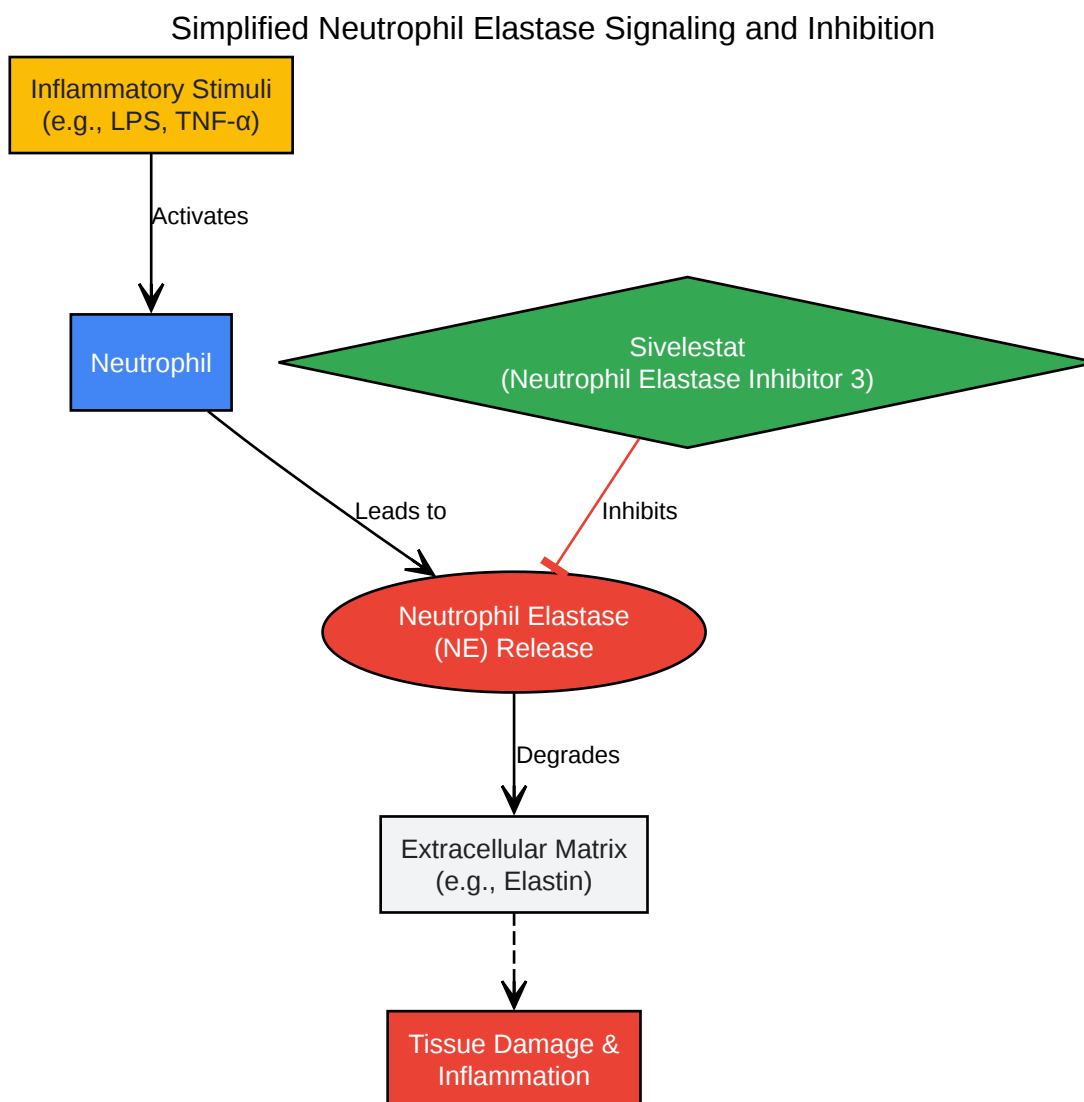 Simplified Neutrophil Elastase Signaling and Inhibition
Inflammatory Stimuli
(e.g., LPS, TNF-α)
Activates
Neutrophil
Sivelestat
(Neutrophil Elastase Inhibitor 3)
Leads to
Inhibits
Neutrophil Elastase
(NE) Release
Degrades
Extracellular Matrix
(e.g., Elastin)
Tissue Damage &
Inflammation